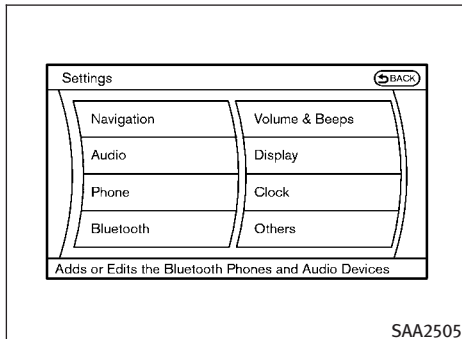 Settings
BACK
Navigation
Volume & Beeps
Audio
Display
Phone
Clock
Bluetooth
Others
Adds or Edits the Bluetooth Phones and Audio Devices
SAA2505